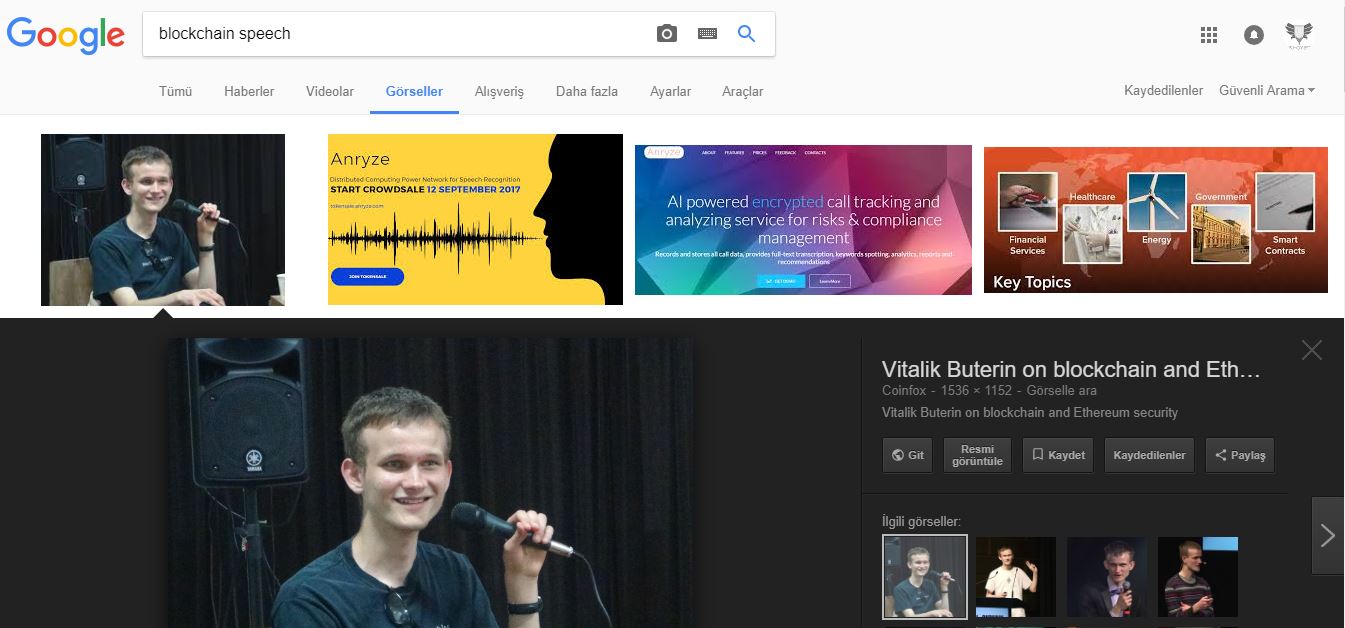 Google
blockchain speech
Tümü Haberler Videolar Görseller Alışveriş Daha fazla Ayarlar Araçlar
Kaydedilenler Güvenli Arama
Anryze
Distributed Computing Power Network for Speech Recognition
START CROWDSALE 12 SEPTEMBER 2017
tokensale.anryze.com
JOIN TOKENSALE
Anryze ABOUT FEATURES PRICES FEEDBACK CONTACTS
AI powered encrypted call tracking and
analyzing service for risks & compliance
management
Records and stores all call data, provides full-text transcription, keywords spotting, analytics, reports and
recommendations
GET DEMO Learn More
Financial
Services
Healthcare
Energy
Government
Smart
Contracts
Key Topics
YAMAHA
Vitalik Buterin on blockchain and Eth...
Coinfox - 1536 × 1152 - Görselle ara
Vitalik Buterin on blockchain and Ethereum security
Git
Resmi
görüntüle
Kaydet
Kaydedilenler
Paylaş
İlgili görseller: